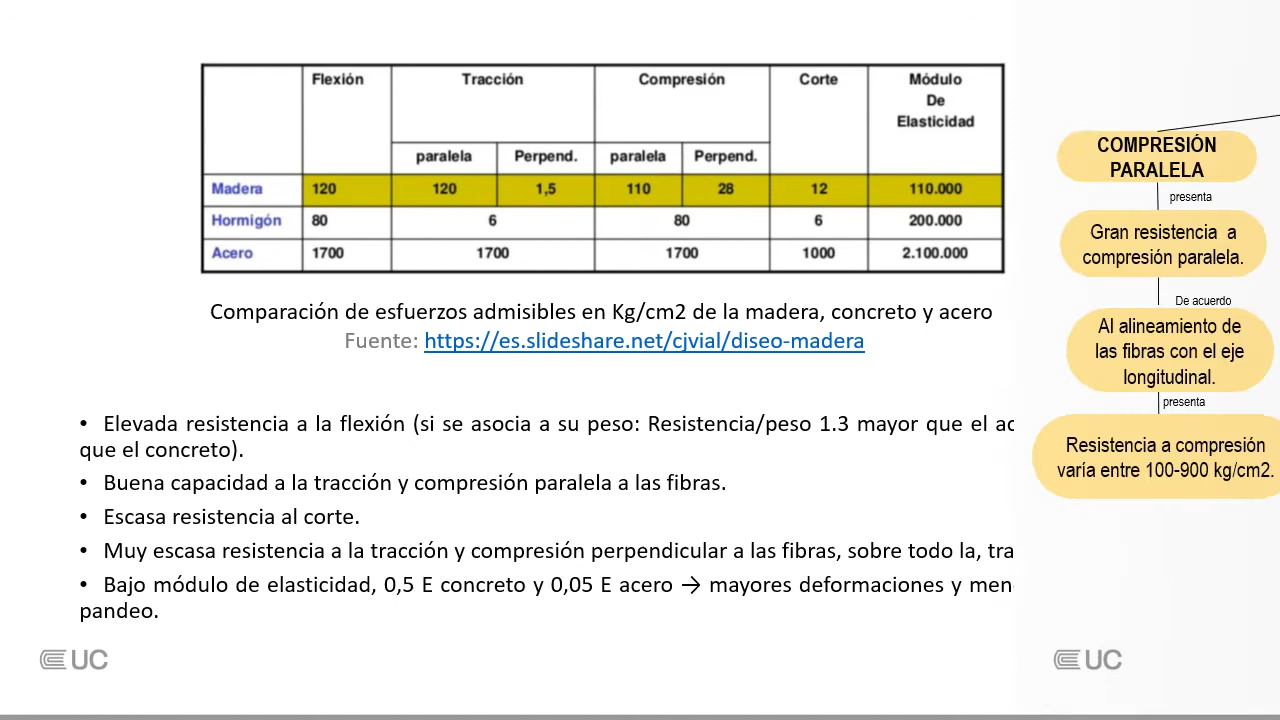 Flexión Tracción Compresión Corte Módulo
De
Elasticidad
paralela Perpend. paralela Perpend.
Madera 120 120 1,5 110 28 12 110.000
Hormigón 80 6 80 6 200.000
Acero 1700 1700 1700 1000 2.100.000
Comparación de esfuerzos admisibles en Kg/cm2 de la madera, concreto y acero
Fuente: https://es.slideshare.net/cjvial/diseo-madera
• Elevada resistencia a la flexión (si se asocia a su peso: Resistencia/peso 1.3 mayor que el
que el concreto).
• Buena capacidad a la tracción y compresión paralela a las fibras.
• Escasa resistencia al corte.
• Muy escasa resistencia a la tracción y compresión perpendicular a las fibras, sobre todo la,
• Bajo módulo de elasticidad, 0,5 E concreto y 0,05 E acero → mayores deformaciones y
pandeo.
UC
COMPRESIÓN
PARALELA
presenta
Gran resistencia a
compresión paralela.
De acuerdo
Al alineamiento de
las fibras con el eje
longitudinal.
presenta
Resistencia a compresión
varía entre 100-900 kg/cm2.
UC